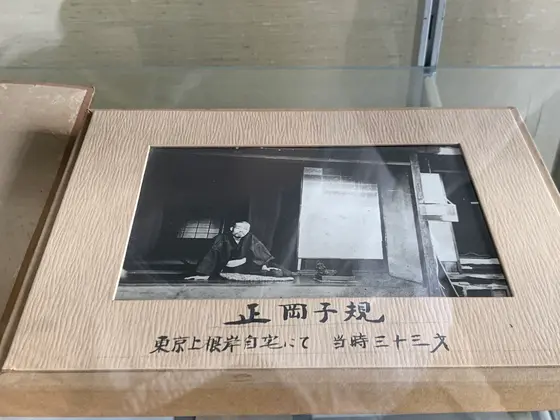 正岡子規
東京上根岸自宅にて 当時三十三才